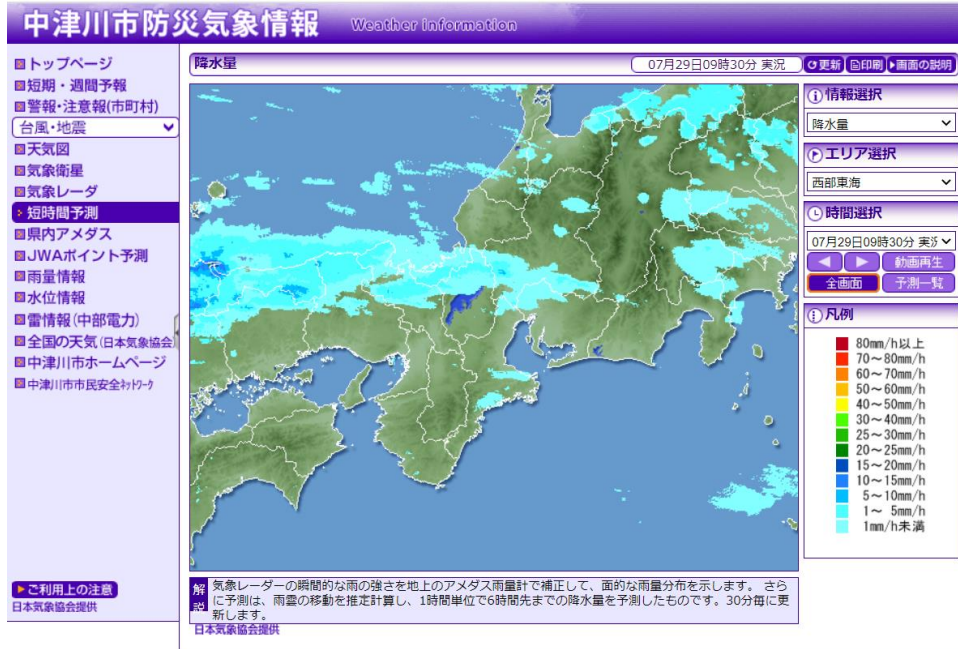 中津川市防災気象情報 Weather information
トップページ
短期・週間予報
警報・注意報(市町村)
台風・地震
天気図
気象衛星
気象レーダ
短時間予測
県内アメダス
JWAポイント予測
雨量情報
水位情報
雷情報(中部電力)
全国の天気(日本気象協会)
中津川市ホームページ
中津川市市民安全ﾈｯﾄﾜｰｸ
ご利用上の注意
日本気象協会提供
降水量 07月29日09時30分 実況 更新 印刷 画面の説明
情報選択
降水量
エリア選択
西部東海
時間選択
07月29日09時30分 実況
動画再生
全画面 予測一覧
凡例
80mm/h以上
70～80mm/h
60～70mm/h
50～60mm/h
40～50mm/h
30～40mm/h
25～30mm/h
20～25mm/h
15～20mm/h
10～15mm/h
5～10mm/h
1～ 5mm/h
1mm/h未満
解説
気象レーダーの瞬間的な雨の強さを地上のアメダス雨量計で補正して、面的な雨量分布を示します。 さら
に予測は、雨雲の移動を推定計算し、1時間単位で6時間先までの降水量を予測したものです。30分毎に更
新します。
日本気象協会提供